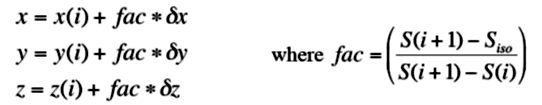 x = x(i) + fac * δx
y = y(i) + fac * δy
z = z(i) + fac * δz
where fac = ( S(i + 1) − S_iso / S(i + 1) − S(i) )